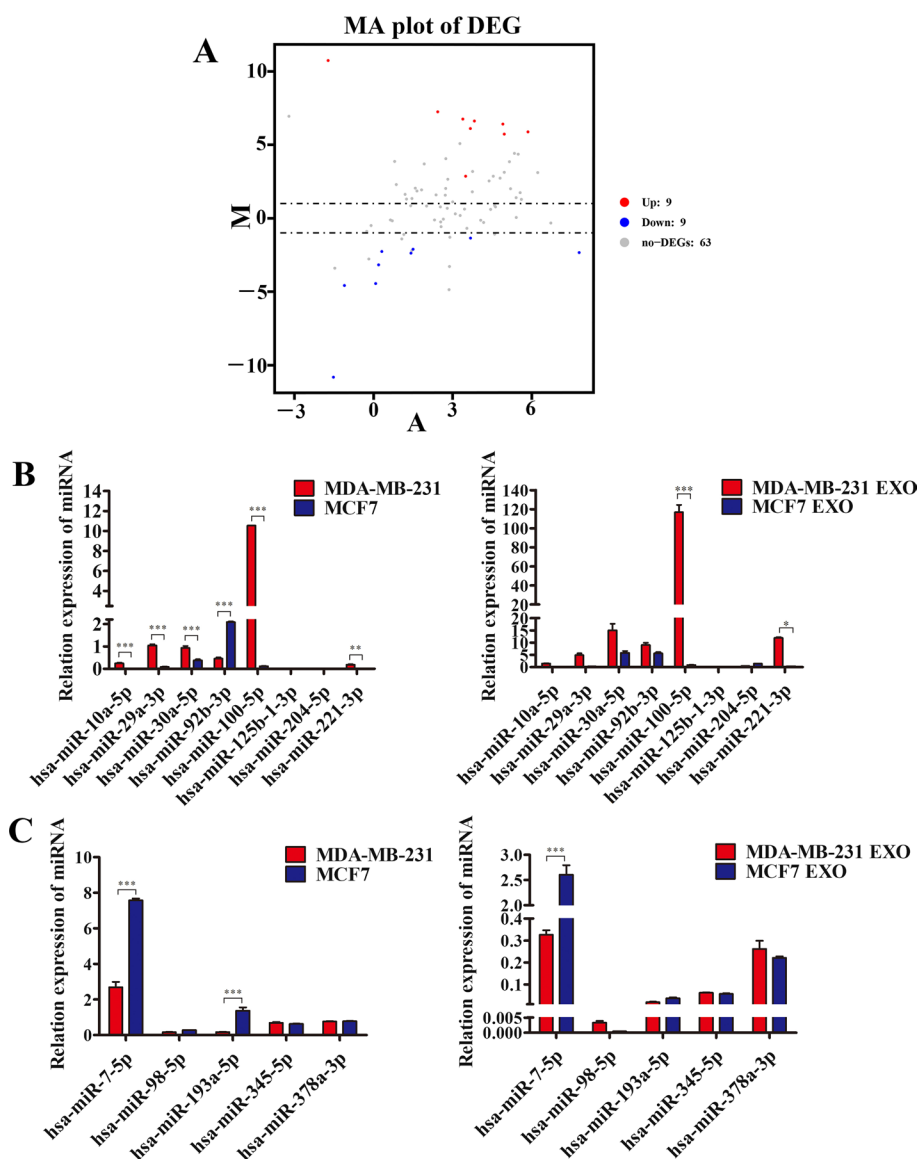 MA plot of DEG
A
10
5
0
−5
−10
M
−3
0
3
6
A
Up: 9
Down: 9
no−DEGs: 63
B
Relation expression of miRNA
14
12
10
8
6
4
2
1
0
MDA-MB-231
MCF7
***
***
***
***
***
**
hsa-miR-10a-5p
hsa-miR-29a-3p
hsa-miR-30a-5p
hsa-miR-92b-3p
hsa-miR-100-5p
hsa-miR-125b-1-3p
hsa-miR-204-5p
hsa-miR-221-3p
Relation expression of miRNA
140
120
100
80
60
40
20
20
15
10
5
0
MDA-MB-231 EXO
MCF7 EXO
***
*
hsa-miR-10a-5p
hsa-miR-29a-3p
hsa-miR-30a-5p
hsa-miR-92b-3p
hsa-miR-100-5p
hsa-miR-125b-1-3p
hsa-miR-204-5p
hsa-miR-221-3p
C
Relation expression of miRNA
10
8
6
4
2
0
MDA-MB-231
MCF7
***
***
hsa-miR-7-5p
hsa-miR-98-5p
hsa-miR-193a-5p
hsa-miR-345-5p
hsa-miR-378a-3p
Relation expression of miRNA
3.0
2.5
2.0
0.3
0.2
0.1
0.005
0.000
MDA-MB-231 EXO
MCF7 EXO
***
hsa-miR-7-5p
hsa-miR-98-5p
hsa-miR-193a-5p
hsa-miR-345-5p
hsa-miR-378a-3p